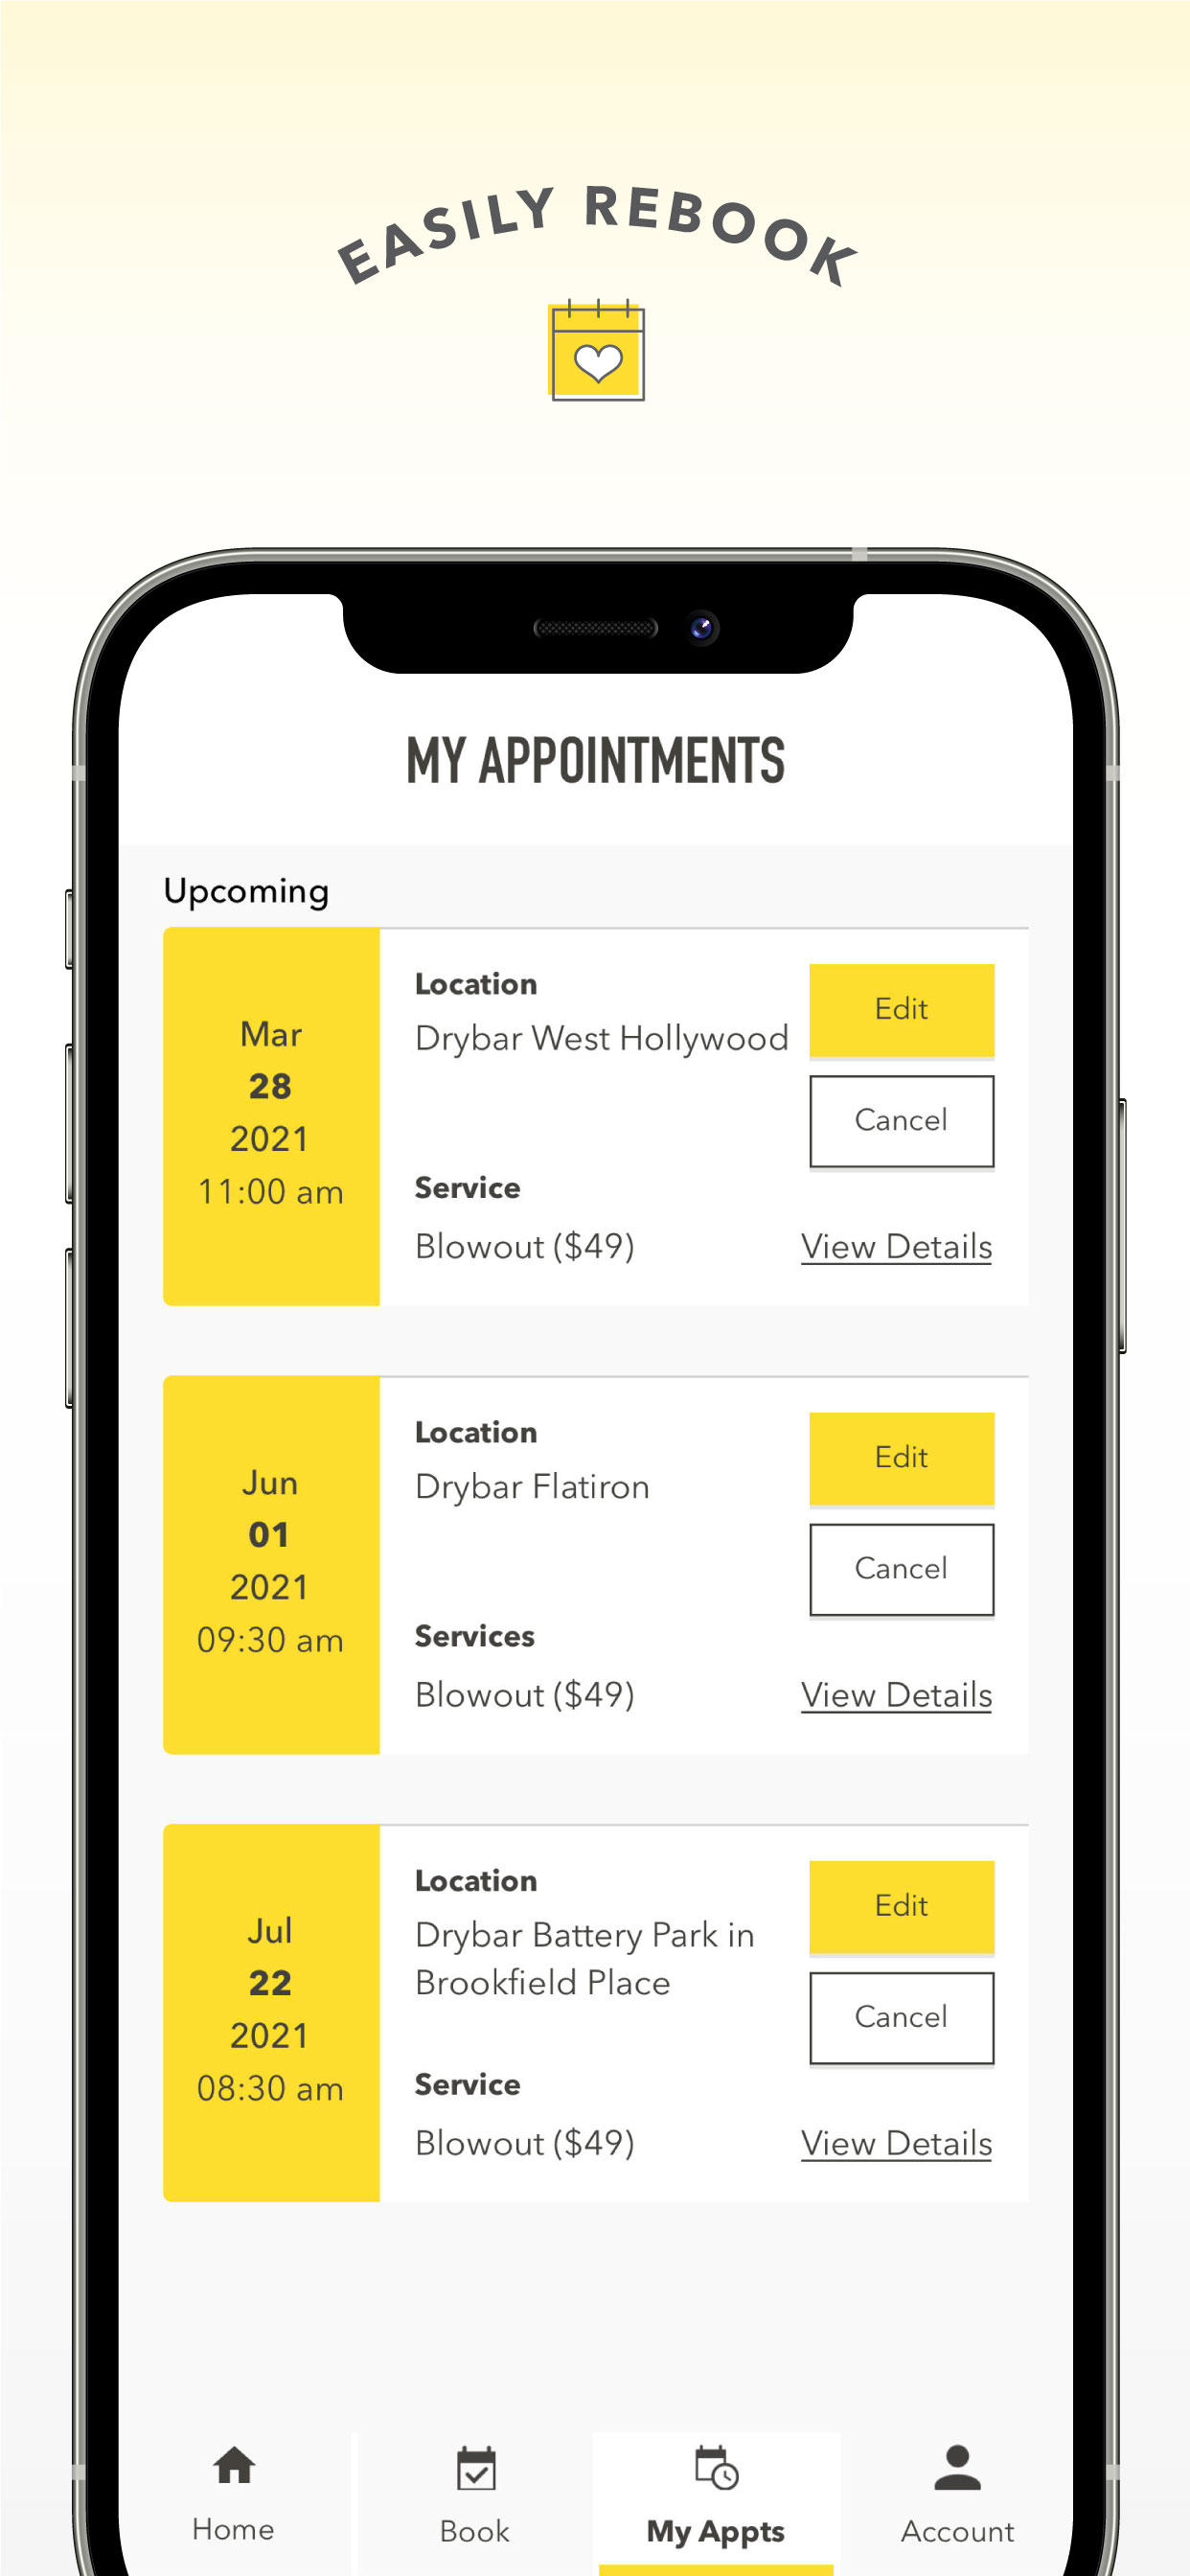 EASILY REBOOK
MY APPOINTMENTS
Upcoming
Mar
28
2021
11:00 am
Location
Drybar West Hollywood
Service
Blowout ($49)
Edit
Cancel
View Details
Jun
01
2021
09:30 am
Location
Drybar Flatiron
Services
Blowout ($49)
Edit
Cancel
View Details
Jul
22
2021
08:30 am
Location
Drybar Battery Park in
Brookfield Place
Service
Blowout ($49)
Edit
Cancel
View Details
Home
Book
My Appts
Account